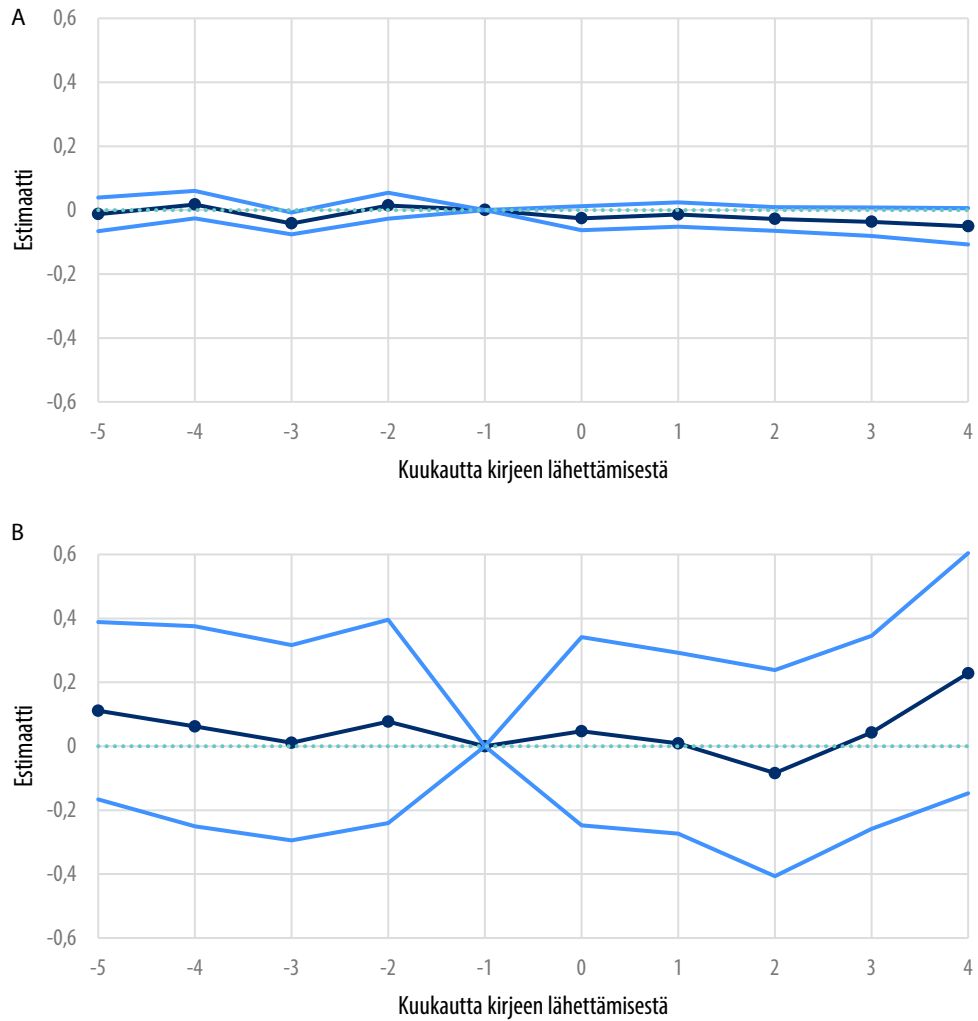 A
0,6
0,4
0,2
0
-0,2
-0,4
-0,6
Estimaatti
-5 -4 -3 -2 -1 0 1 2 3 4
Kuukautta kirjeen lähettämisestä
B
0,6
0,4
0,2
0
-0,2
-0,4
-0,6
Estimaatti
-5 -4 -3 -2 -1 0 1 2 3 4
Kuukautta kirjeen lähettämisestä